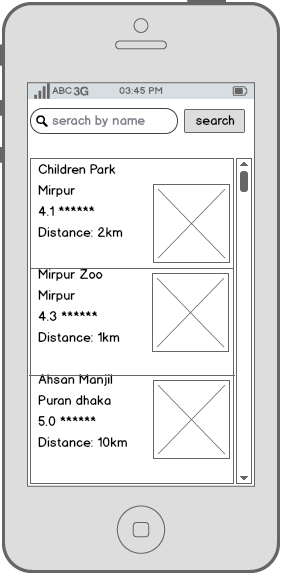 ABC 3G 03:45 PM
serach by name
search
Children Park
Mirpur
4.1 ******
Distance: 2km
Mirpur Zoo
Mirpur
4.3 ******
Distance: 1km
Ahsan Manjil
Puran dhaka
5.0 ******
Distance: 10km